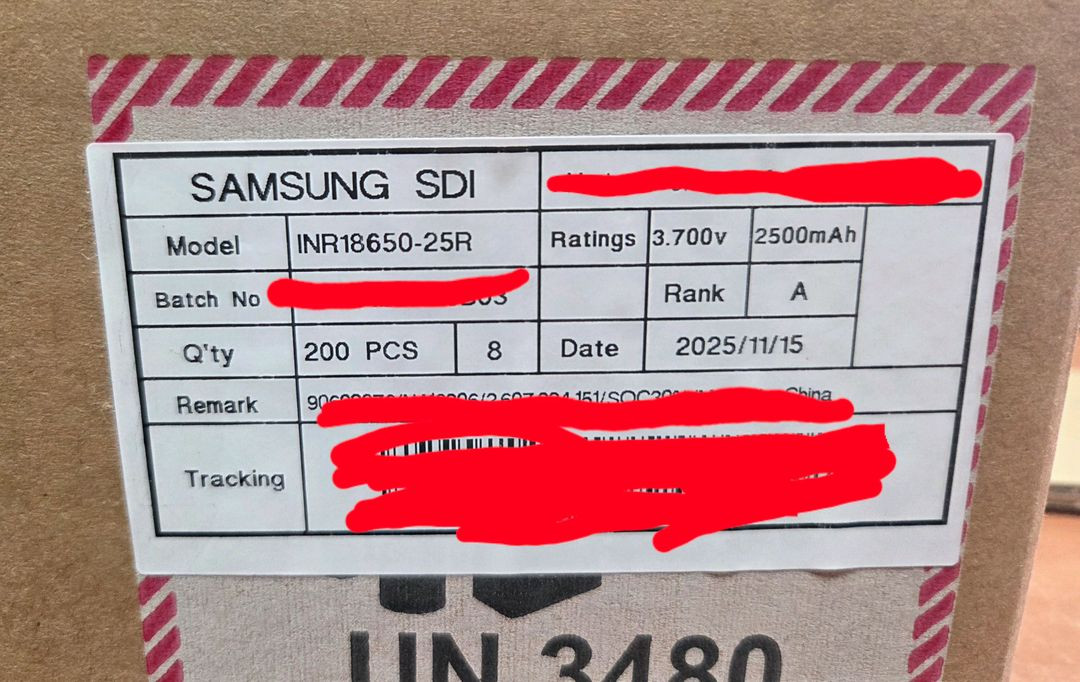 SAMSUNG SDI
Model INR18650-25R Ratings 3.700v 2500mAh
Batch No Rank A
Q'ty 200 PCS 8 Date 2025/11/15
Remark China
Tracking
UN 3480